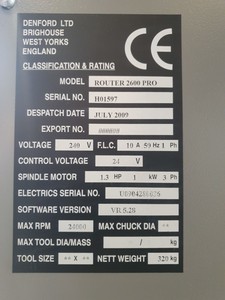 DENFORD LTD
BRIGHOUSE
WEST YORKS
ENGLAND
CE
CLASSIFICATION & RATING
MODEL ROUTER 2600 PRO
SERIAL NO. H01597
DESPATCH DATE JULY 2009
EXPORT NO. 000000
VOLTAGE 240 V F.L.C. 10 A 50 Hz 1 Ph
CONTROL VOLTAGE 24 V
SPINDLE MOTOR 1.3 HP 1 kW 3 Ph
ELECTRICS SERIAL NO.
SOFTWARE VERSION VR 5.28
MAX RPM 24000 MAX CHUCK DIA **
MAX TOOL DIA/MASS / kg
TOOL SIZE ** X ** NETT WEIGHT 320 kg